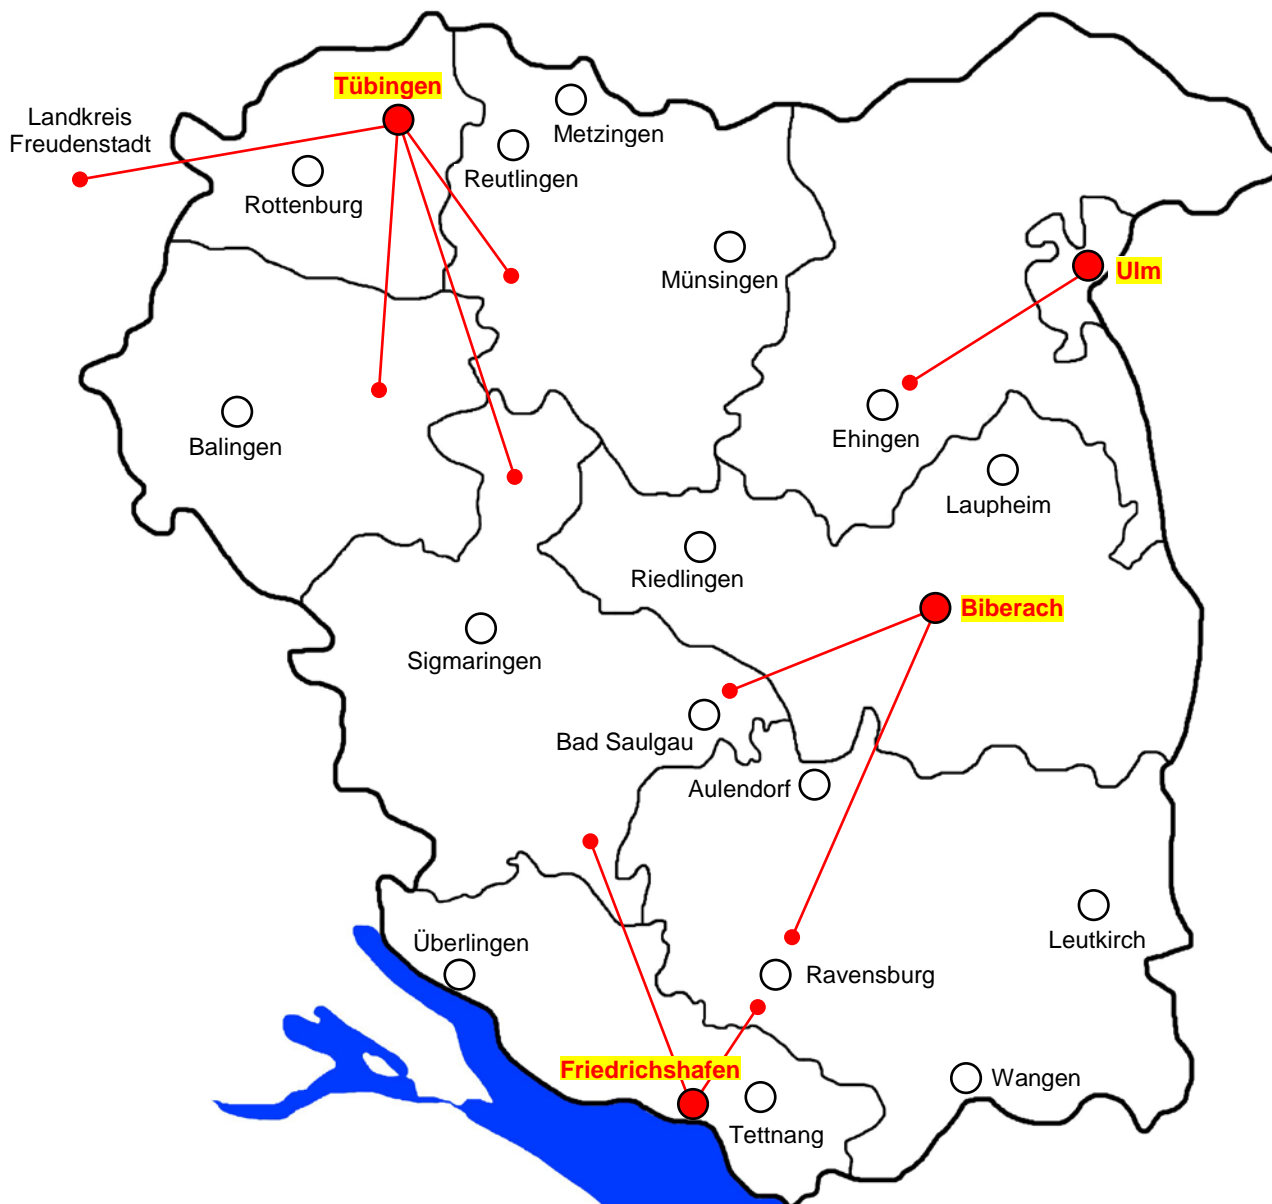 Tübingen
Metzingen
Landkreis
Freudenstadt
Reutlingen
Rottenburg
Münsingen
Ulm
Balingen
Ehingen
Laupheim
Riedlingen
Biberach
Sigmaringen
Bad Saulgau
Aulendorf
Überlingen
Leutkirch
Ravensburg
Friedrichshafen
Wangen
Tettnang